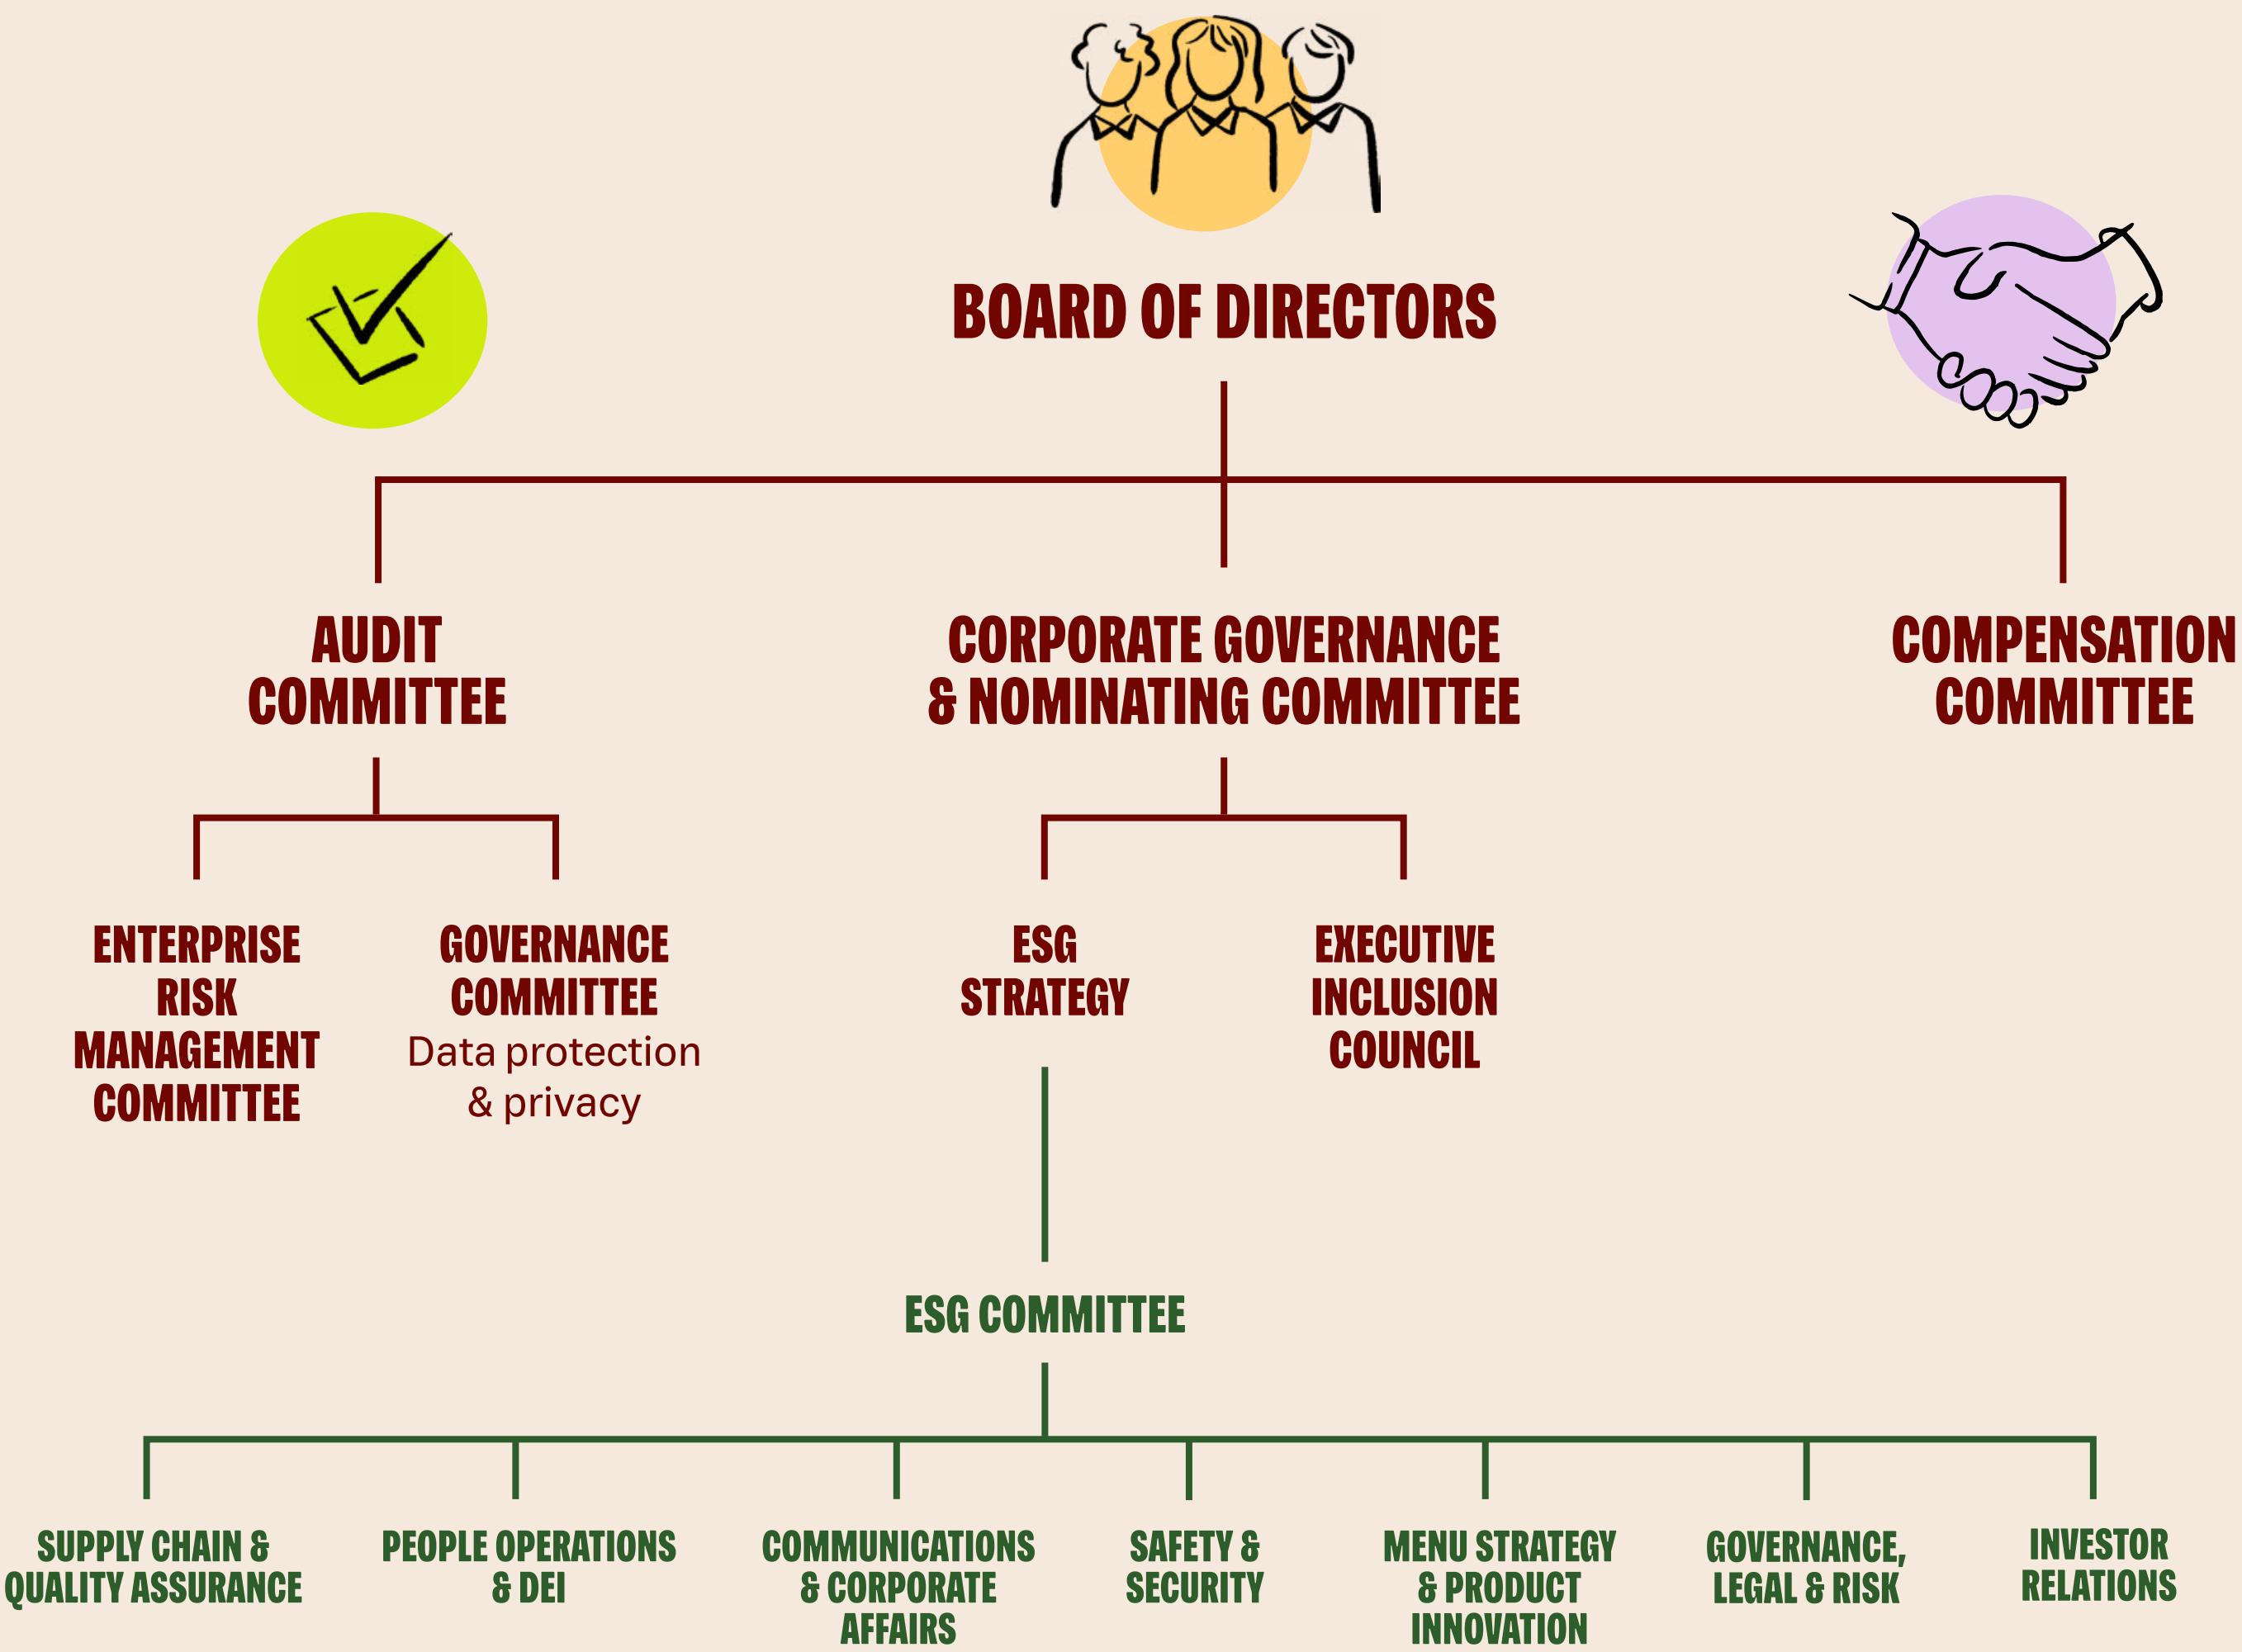 BOARD OF DIRECTORS
AUDIT
COMMITTEE
CORPORATE GOVERNANCE
& NOMINATING COMMITTEE
COMPENSATION
COMMITTEE
ENTERPRISE
RISK
MANAGEMENT
COMMITTEE
GOVERNANCE
COMMITTEE
Data protection
& privacy
ESG
STRATEGY
EXECUTIVE
INCLUSION
COUNCIL
ESG COMMITTEE
SUPPLY CHAIN &
QUALITY ASSURANCE
PEOPLE OPERATIONS
& DEI
COMMUNICATIONS
& CORPORATE
AFFAIRS
SAFETY &
SECURITY
MENU STRATEGY
& PRODUCT
INNOVATION
GOVERNANCE,
LEGAL & RISK
INVESTOR
RELATIONS